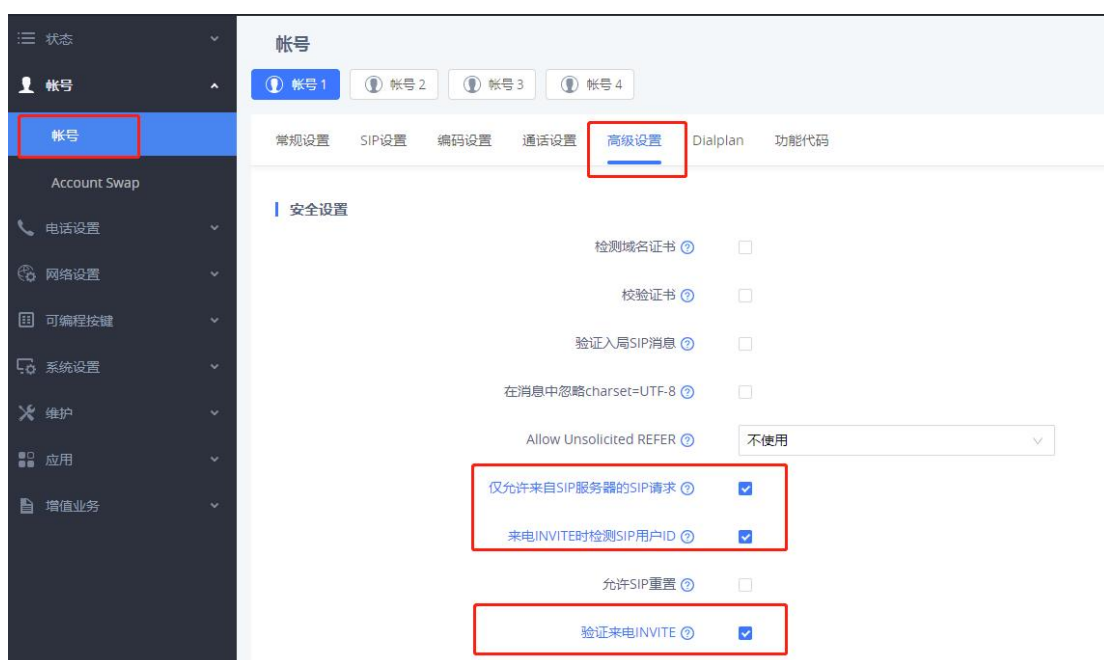 状态
帐号
帐号
Account Swap
电话设置
网络设置
可编程按键
系统设置
维护
应用
增值业务
帐号
帐号 1 帐号 2 帐号 3 帐号 4
常规设置 SIP设置 编码设置 通话设置 高级设置 Dialplan 功能代码
安全设置
检测域名证书
校验证书
验证入局SIP消息
在消息中忽略charset=UTF-8
Allow Unsolicited REFER 不使用
仅允许来自SIP服务器的SIP请求
来电INVITE时检测SIP用户ID
允许SIP重置
验证来电INVITE